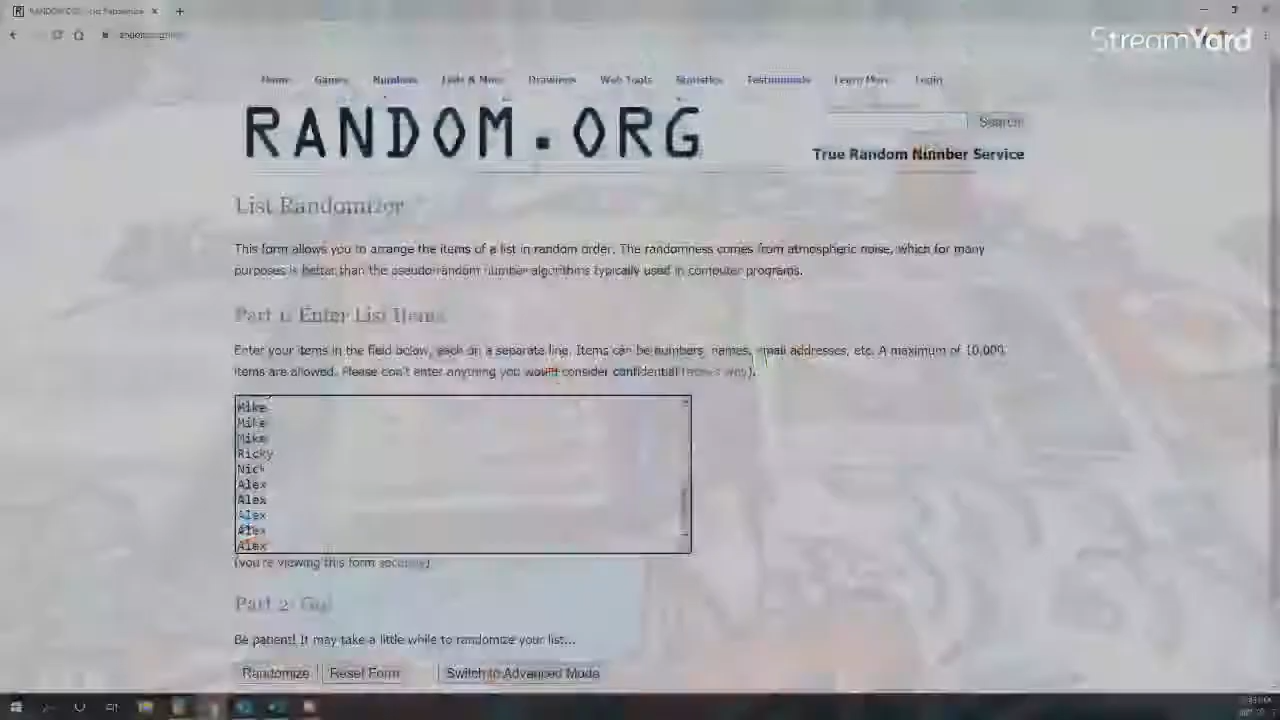 StreamYard
Home Games Numbers Lists & More Drawings Web Tools Statistics Testimonials Learn More Login
RANDOM.ORG
Search
True Random Number Service
List Randomizer
This form allows you to arrange the items of a list in random order. The randomness comes from atmospheric noise, which for many
purposes is better than the pseudo-random number algorithms typically used in computer programs.
Part 1: Enter List Items
Enter your items in the field below, each on a separate line. Items can be numbers, names, email addresses, etc. A maximum of 10,000
items are allowed. Please don't enter anything you would consider confidential
Mike
Mike
Mike
Ricky
Nick
Alex
Alex
Alex
Alex
Alex
(you're viewing this form securely)
Part 2: Go!
Be patient! It may take a little while to randomize your list...
Randomize Reset Form Switch to Advanced Mode